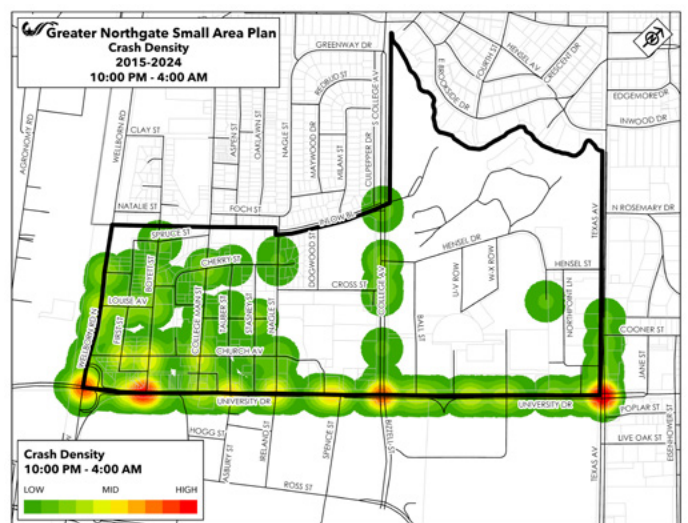 Greater Northgate Small Area Plan
Crash Density
2015-2024
10:00 PM - 4:00 AM
GREENWAY DR
REDBUD ST
S COLLEGE AV
FOURTH ST
HENSEL AV
CRESCENT DR
E BROOKSIDE DR
EDGEMORE DR
INWOOD DR
AGRONOMY RD
WELLBORN RD
CLAY ST
ASPEN ST
OAKLAWN ST
NAGLE ST
MAYWOOD DR
MILAM ST
CULPEPPER DR
NATALIE ST
FOCH ST
INLOW BL
N ROSEMARY DR
TEXAS AV
SPRUCE ST
DOGWOOD ST
HENSEL DR
CHERRY ST
BOYETT ST
U-V ROW
W-X ROW
HENSEL ST
CROSS ST
COLLEGE AV
LOUISE AV
COLLEGE MAIN ST
TAUBER ST
STASNEY ST
NAGLE ST
NORTHPOINT LN
FIRST ST
WELLBORN RD N
BALL ST
COONER ST
CHURCH AV
JANE ST
UNIVERSITY DR
UNIVERSITY DR
POPLAR ST
EISENHOWER ST
HOGG ST
ASBURY ST
IRELAND ST
SPENCE ST
BIZZELL ST
LIVE OAK ST
TEXAS AV
ROSS ST
Crash Density
10:00 PM - 4:00 AM
LOW MID HIGH